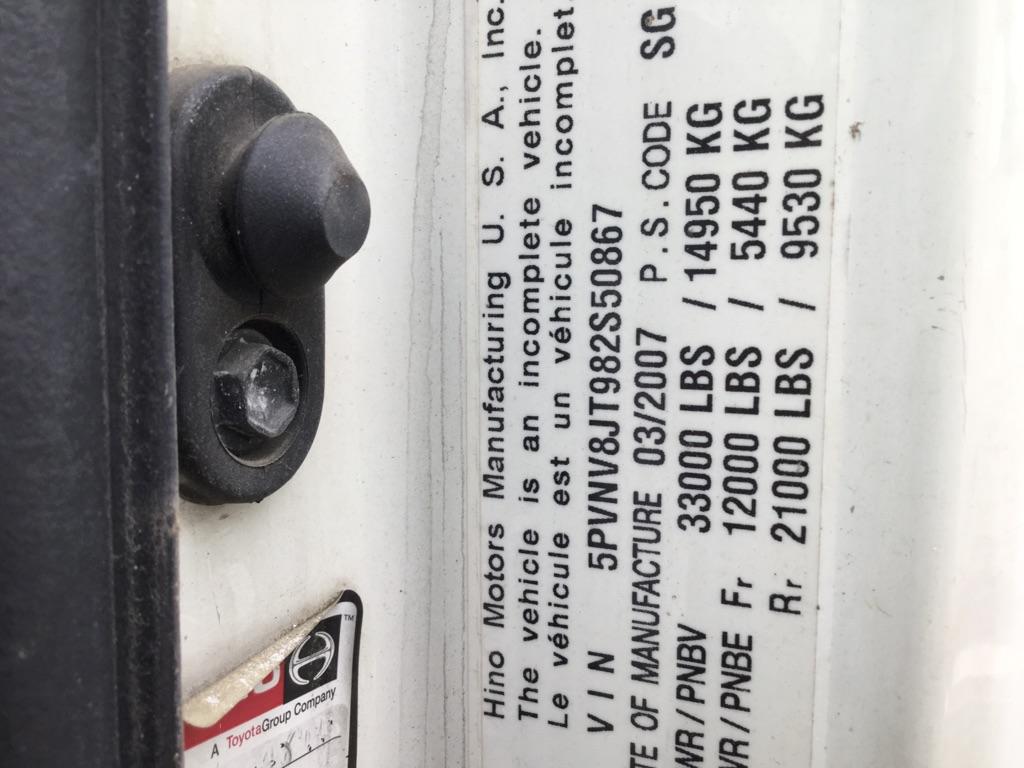 Hino Motors Manufacturing U. S. A., Inc.
The vehicle is an incomplete vehicle.
Le véhicule est un véhicule incomplet.
VIN 5PVNV8JT982S50867
TE OF MANUFACTURE 03/2007 P.S.CODE SG
WR/PNBV 33000 LBS / 14950 KG
WR/PNBE Fr 12000 LBS / 5440 KG
Rr 21000 LBS / 9530 KG
TM
A ToyotaGroup Company